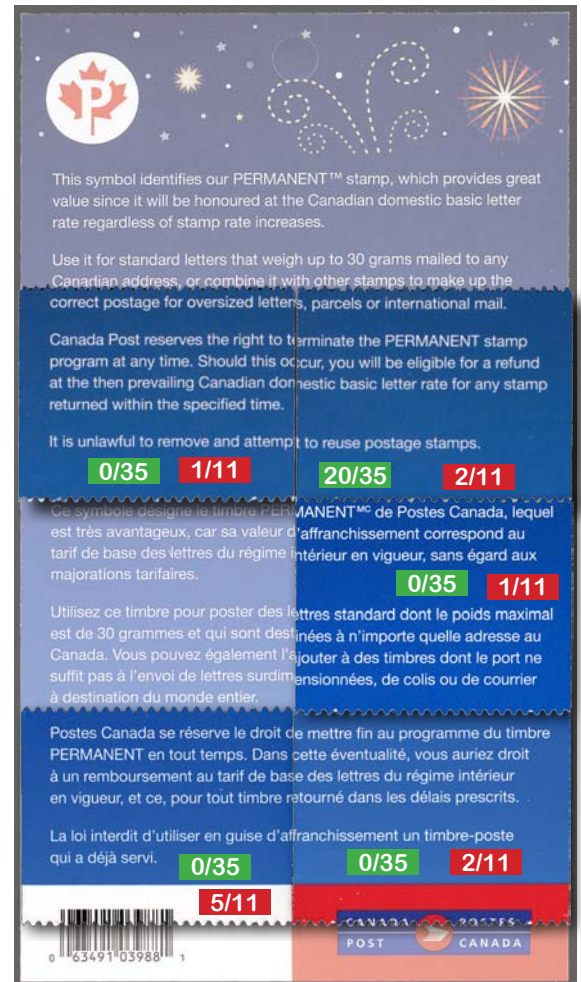 P
This symbol identifies our PERMANENT™ stamp, which provides great
value since it will be honoured at the Canadian domestic basic letter
rate regardless of stamp rate increases.
Use it for standard letters that weigh up to 30 grams mailed to any
Canadian address, or combine it with other stamps to make up the
correct postage for oversized letters, parcels or international mail.
Canada Post reserves the right to terminate the PERMANENT stamp
program at any time. Should this occur, you will be eligible for a refund
at the then prevailing Canadian domestic basic letter rate for any stamp
returned within the specified time.
It is unlawful to remove and attempt to reuse postage stamps.
0/35 1/11 20/35 2/11
Ce symbole désigne le timbre PERMANENT^MC de Postes Canada, lequel
est très avantageux, car sa valeur d'affranchissement correspond au
tarif de base des lettres du régime intérieur en vigueur, sans égard aux
majorations tarifaires.
0/35 1/11
Utilisez ce timbre pour poster des lettres standard dont le poids maximal
est de 30 grammes et qui sont destinées à n'importe quelle adresse au
Canada. Vous pouvez également l'ajouter à des timbres dont le port ne
suffit pas à l'envoi de lettres surdimensionnées, de colis ou de courrier
à destination du monde entier.
Postes Canada se réserve le droit de mettre fin au programme du timbre
PERMANENT en tout temps. Dans cette éventualité, vous auriez droit
à un remboursement au tarif de base des lettres du régime intérieur
en vigueur, et ce, pour tout timbre retourné dans les délais prescrits.
La loi interdit d'utiliser en guise d'affranchissement un timbre-poste
qui a déjà servi.
0/35 0/35 2/11
5/11
CANADA POSTES
POST CANADA
0 63491 03988 1